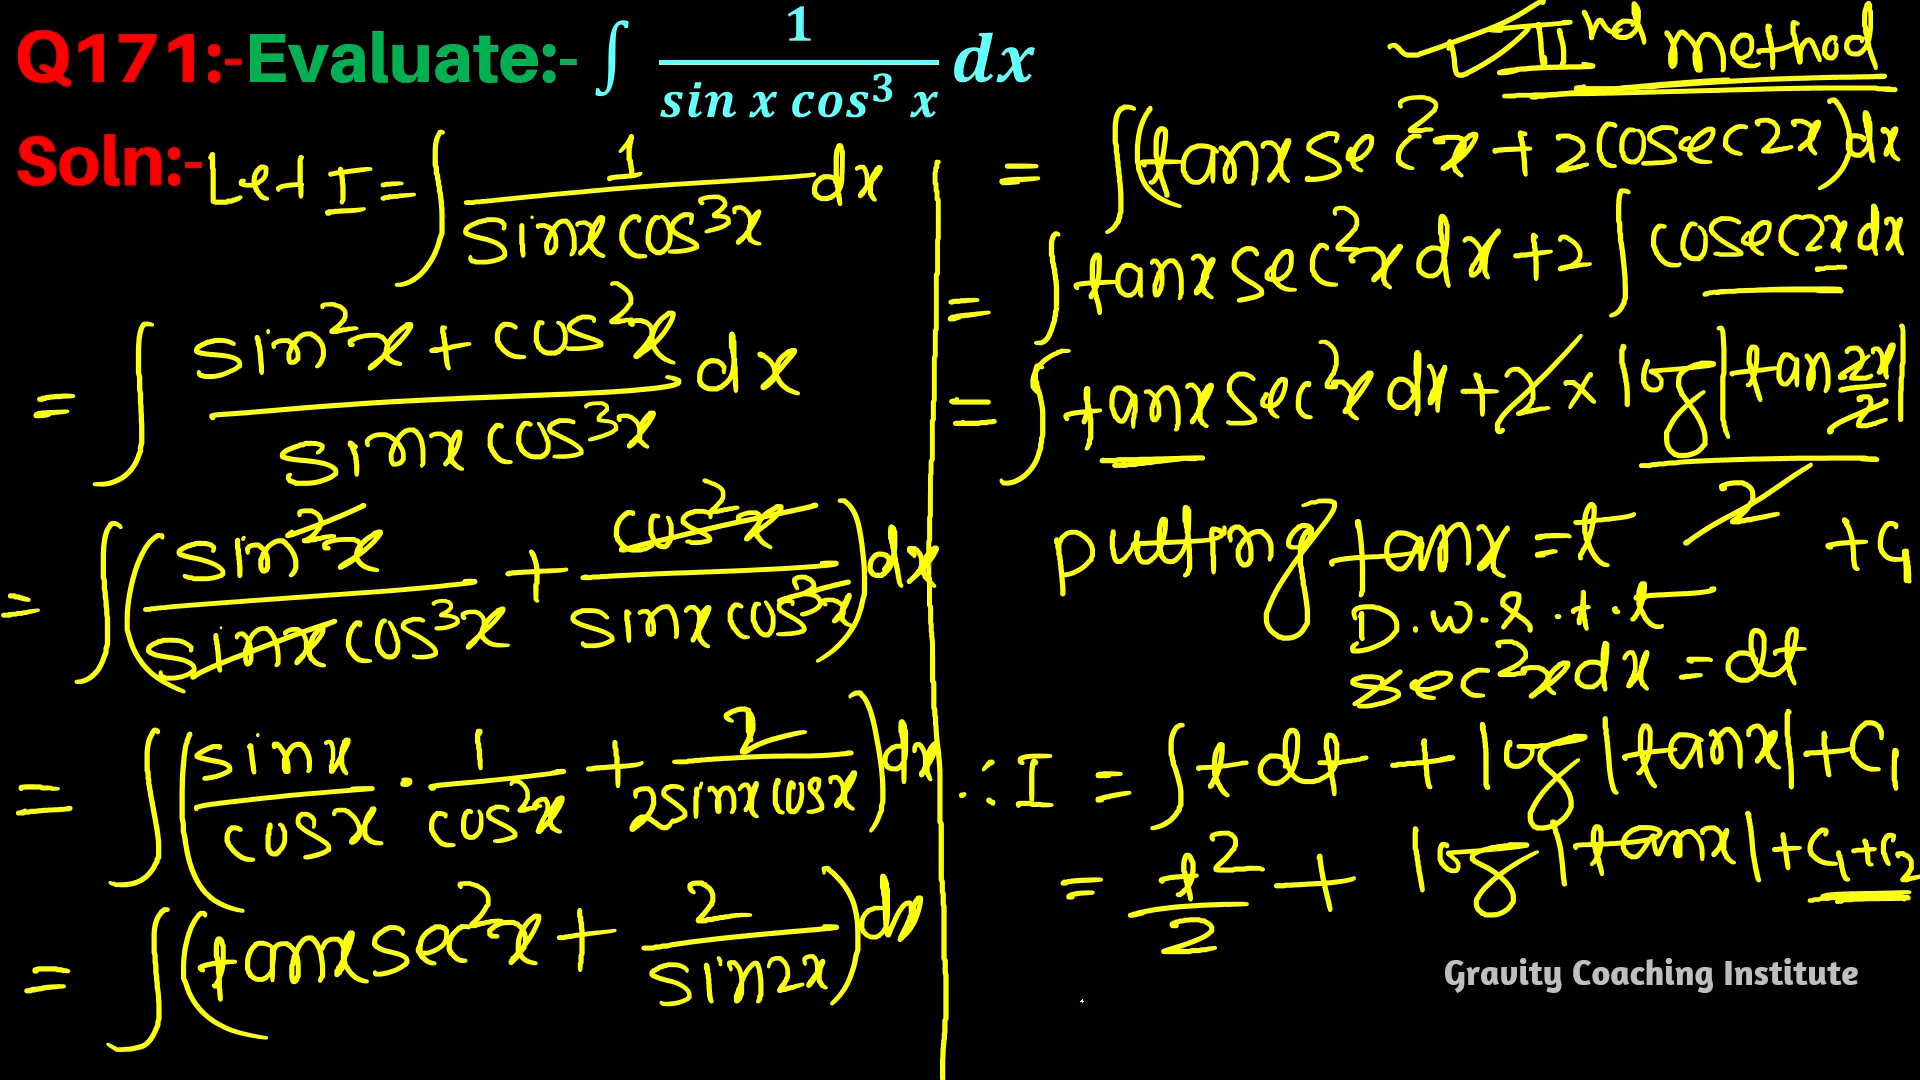 Q171:-Evaluate:- ∫ 1/(sin x cos³ x) dx
Soln:- Let I = ∫ 1/(sinx cos³x) dx
= ∫ (sin²x + cos²x)/(sinx cos³x) dx
= ∫ (sin²x/(sinx cos³x) + cos²x/(sinx cos³x)) dx
= ∫ (sinx/cosx · 1/cos²x + 2/(2sinx cosx)) dx
= ∫ (tanx sec²x + 2/sin2x) dx
IInd method
= ∫ (tanx sec²x + 2cosec2x) dx
= ∫ tanx sec²x dx + 2 ∫ cosec2x dx
= ∫ tanx sec²x dx + 2 × log|tan 2x/2|/2 + C₁
putting tanx = t
D.w.r.t.t
sec²x dx = dt
∴ I = ∫ t dt + log|tanx| + C₁
= t²/2 + log|tanx| + C₁ + C₂
Gravity Coaching Institute